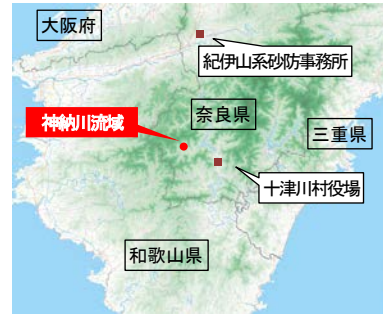 大阪府
紀伊山系砂防事務所
神納川流域
奈良県
三重県
十津川村役場
和歌山県